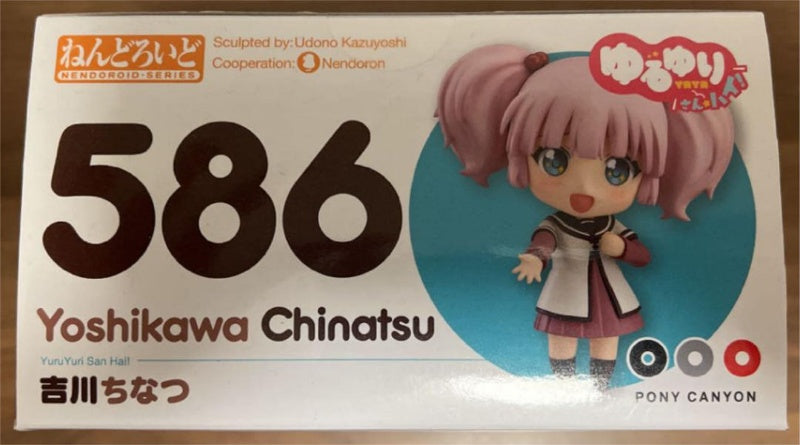 ねんどろいど
NENDOROID-SERIES
Sculpted by: Udono Kazuyoshi
Cooperation: Nendoron
ゆるゆり
YRYR
さん☆ハイ!
586
Yoshikawa Chinatsu
YuruYuri San Hai!
吉川ちなつ
PONY CANYON